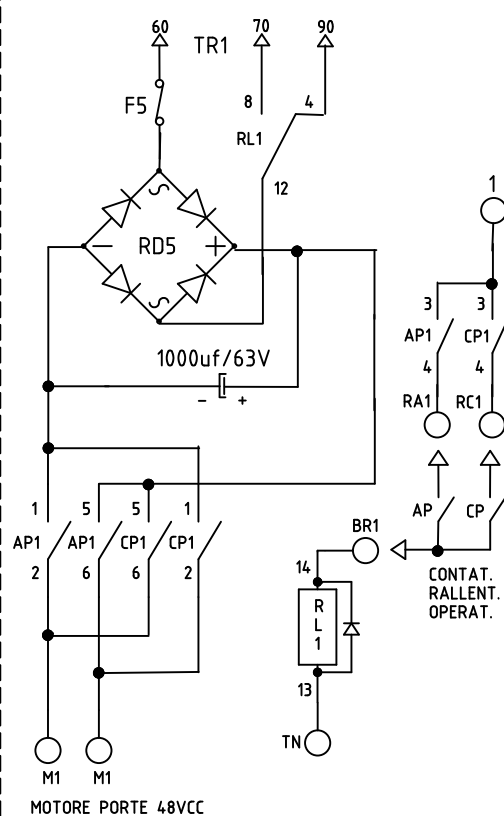 60 70 90
TR1
F5
8 4
RL1
12
1
− RD5 +
3 3
AP1 CP1
4 4
1000uf/63V
- +
RA1 RC1
1 5 5 1
AP1 AP1 CP1 CP1
2 6 6 2
AP CP
BR1
14
CONTAT.
RALLENT.
OPERAT.
R
L
1
13
TN
M1 M1
MOTORE PORTE 48VCC